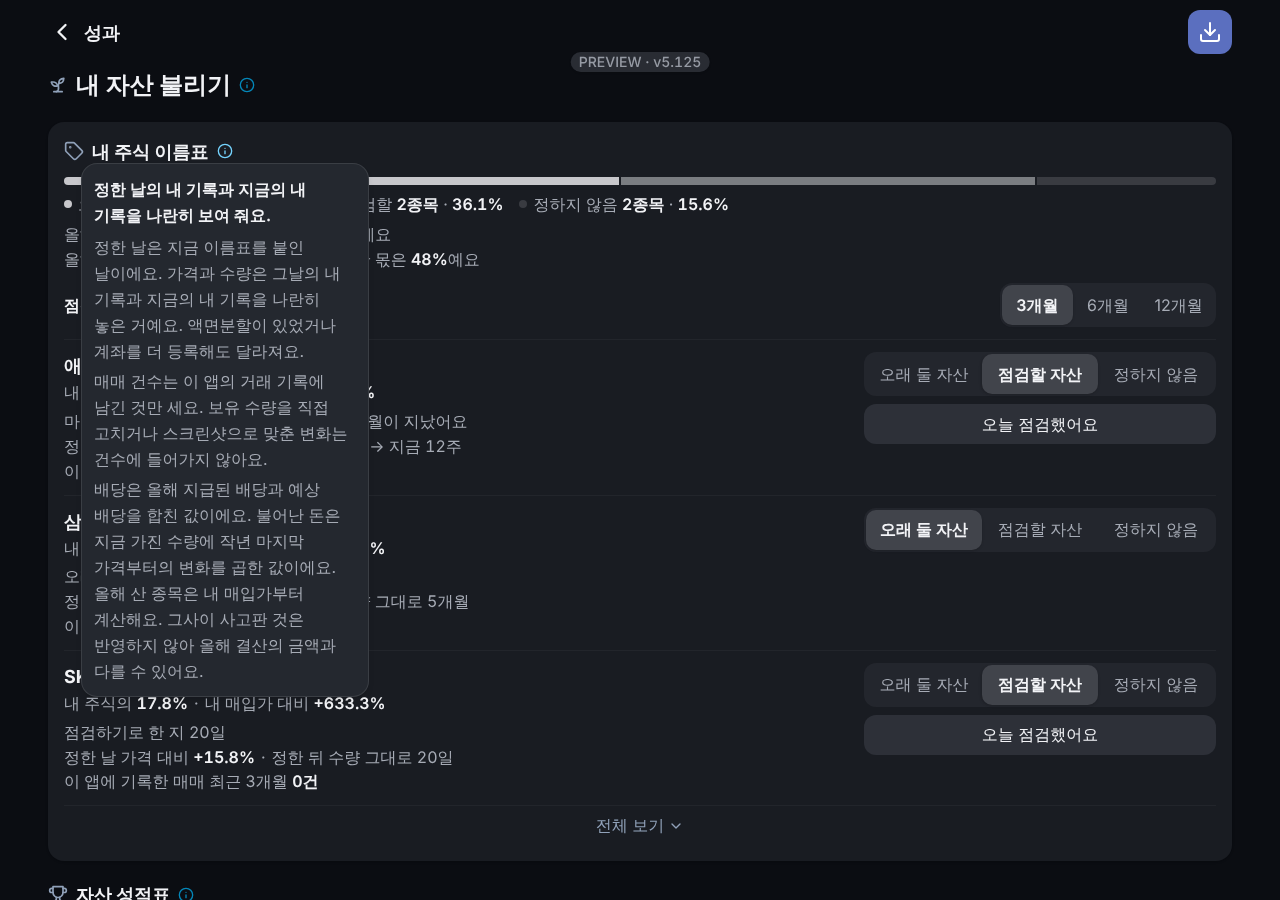 성과
PREVIEW · v5.125
내 자산 불리기
내 주식 이름표
정한 날의 내 기록과 지금의 내
기록을 나란히 보여 줘요.
정한 날은 지금 이름표를 붙인
날이에요. 가격과 수량은 그날의 내
기록과 지금의 내 기록을 나란히
놓은 거예요. 액면분할이 있었거나
계좌를 더 등록해도 달라져요.
매매 건수는 이 앱의 거래 기록에
남긴 것만 세요. 보유 수량을 직접
고치거나 스크린샷으로 맞춘 변화는
건수에 들어가지 않아요.
배당은 올해 지급된 배당과 예상
배당을 합친 값이에요. 불어난 돈은
지금 가진 수량에 작년 마지막
가격부터의 변화를 곱한 값이에요.
올해 산 종목은 내 매입가부터
계산해요. 그사이 사고판 것은
반영하지 않아 올해 결산의 금액과
다를 수 있어요.
2종목 · 36.1% 정하지 않음 2종목 · 15.6%
몫은 48%예요
3개월 6개월 12개월
오래 둘 자산 점검할 자산 정하지 않음
오늘 점검했어요
월이 지났어요
→ 지금 12주
오래 둘 자산 점검할 자산 정하지 않음
그대로 5개월
오래 둘 자산 점검할 자산 정하지 않음
오늘 점검했어요
내 주식의 17.8% · 내 매입가 대비 +633.3%
점검하기로 한 지 20일
정한 날 가격 대비 +15.8% · 정한 뒤 수량 그대로 20일
이 앱에 기록한 매매 최근 3개월 0건
전체 보기
자산 성적표